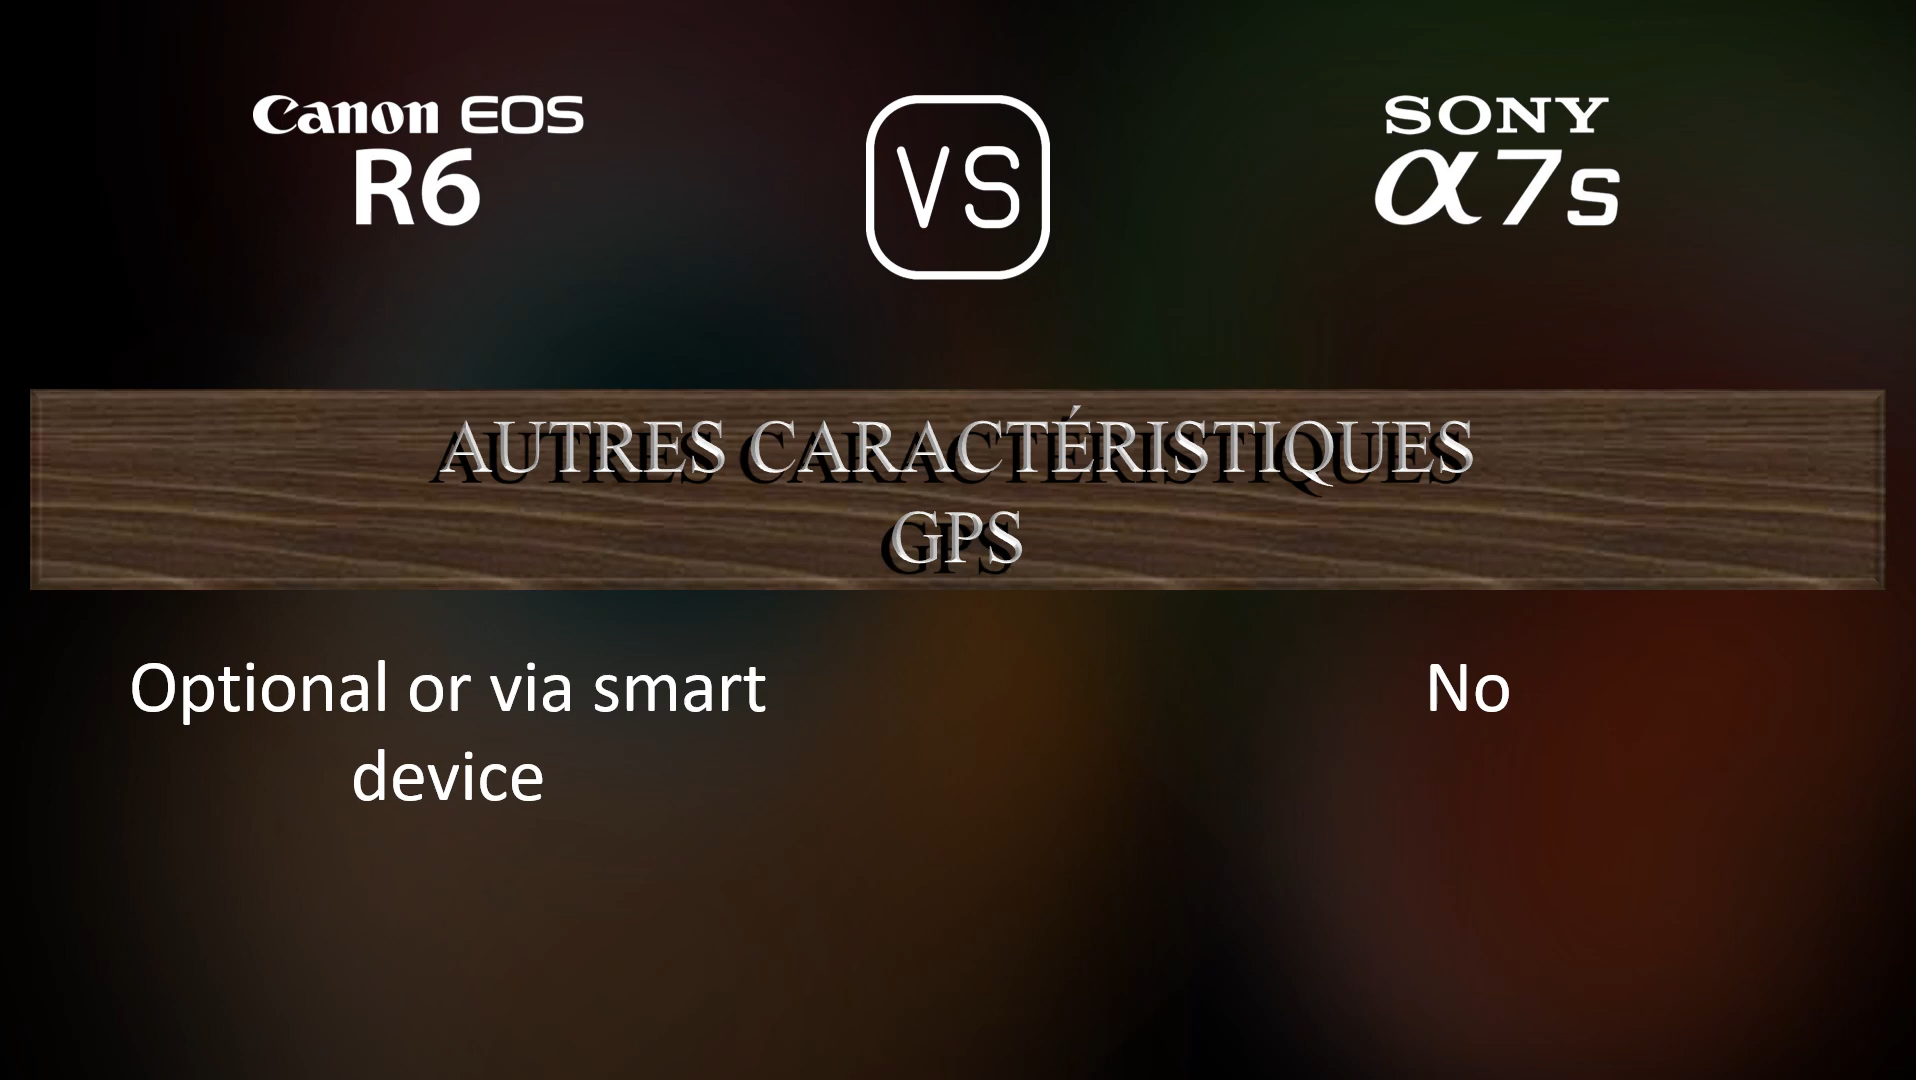 Canon EOS
R6
VS
SONY
α7s
AUTRES CARACTÉRISTIQUES
GPS
Optional or via smart
device
No